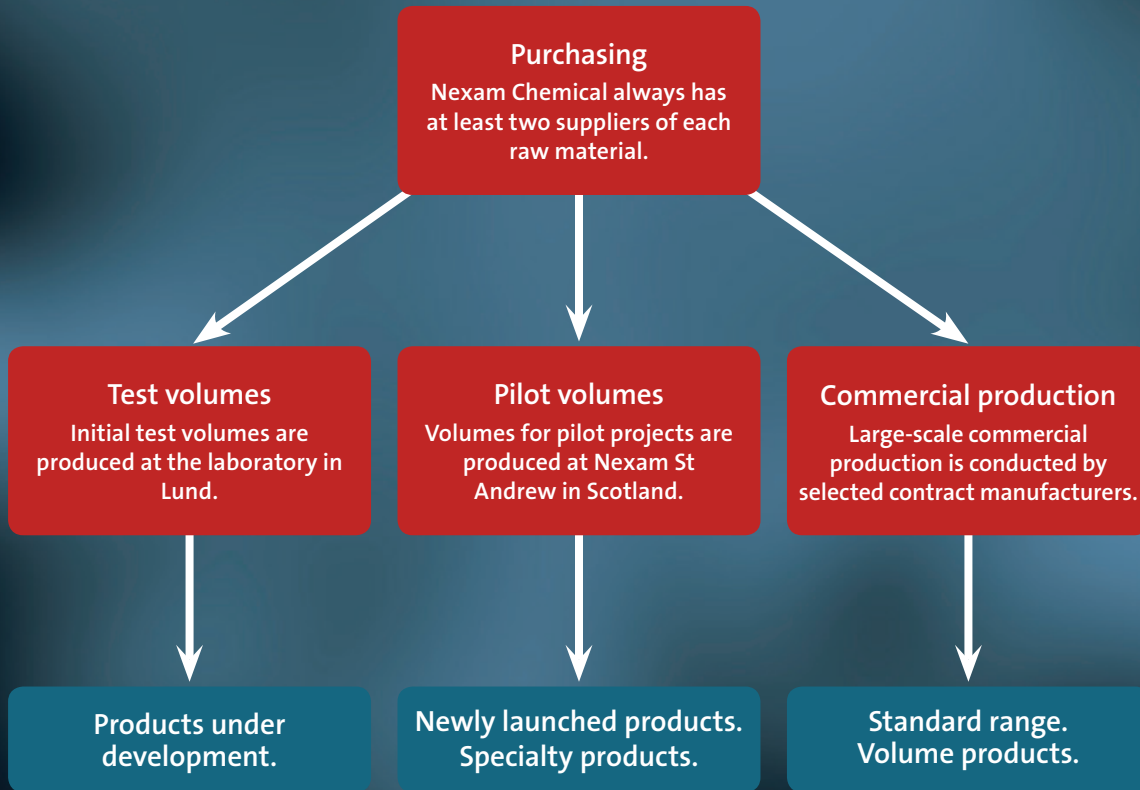 Purchasing
Nexam Chemical always has
at least two suppliers of each
raw material.
Test volumes
Initial test volumes are
produced at the laboratory in
Lund.
Pilot volumes
Volumes for pilot projects are
produced at Nexam St
Andrew in Scotland.
Commercial production
Large-scale commercial
production is conducted by
selected contract manufacturers.
Products under
development.
Newly launched products.
Specialty products.
Standard range.
Volume products.